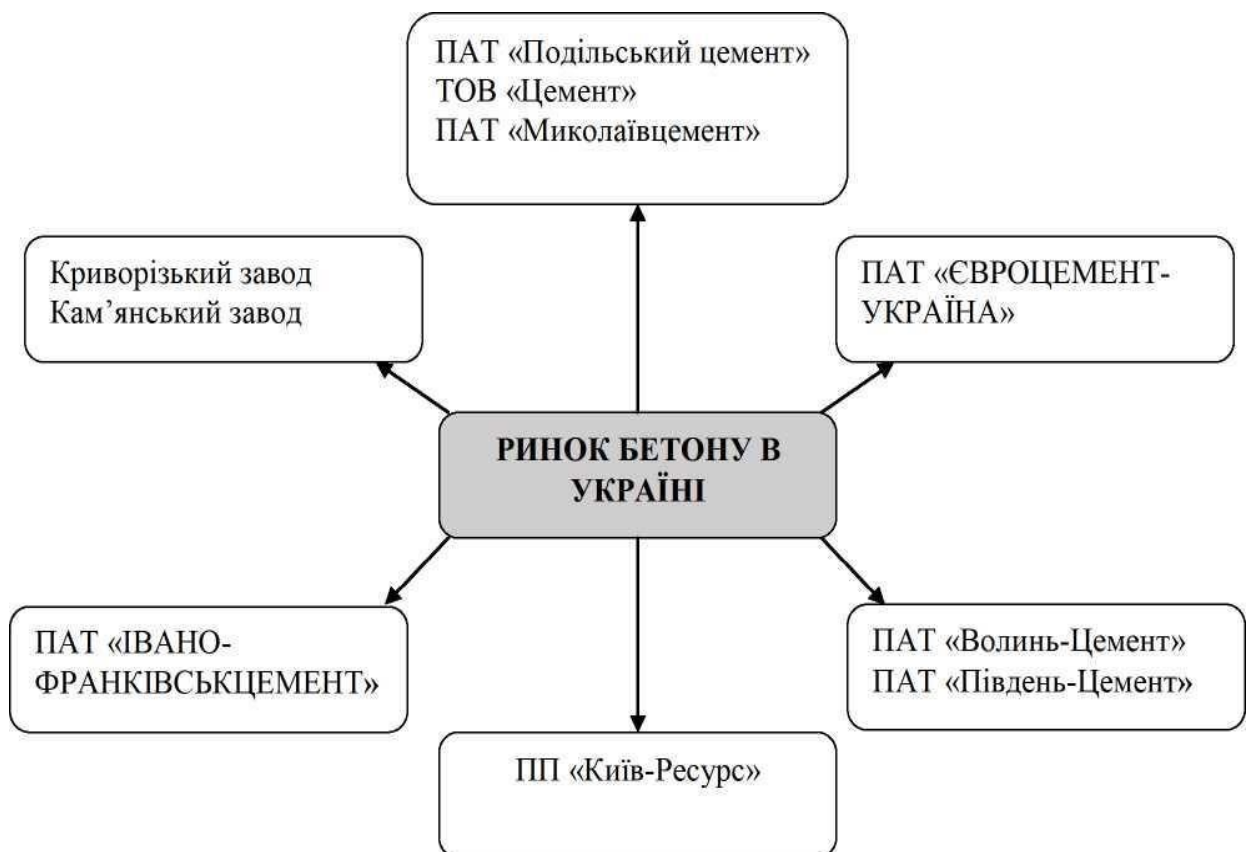 ПАТ «Подільський цемент»
ТОВ «Цемент»
ПАТ «Миколаївцемент»
Криворізький завод
Кам’янський завод
ПАТ «ЄВРОЦЕМЕНТ-
УКРАЇНА»
РИНОК БЕТОНУ В
УКРАЇНІ
ПАТ «ІВАНО-
ФРАНКІВСЬКЦЕМЕНТ»
ПАТ «Волинь-Цемент»
ПАТ «Південь-Цемент»
ПП «Київ-Ресурс»